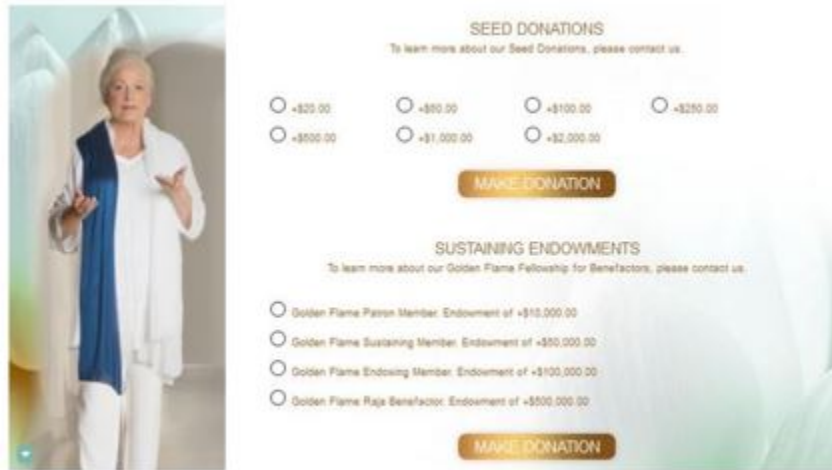 SEED DONATIONS
To learn more about our Seed Donations, please contact us.
+$20.00 +$50.00 +$100.00 +$250.00
+$500.00 +$1,000.00 +$2,000.00
MAKE DONATION
SUSTAINING ENDOWMENTS
To learn more about our Golden Flame Fellowship for Benefactors, please contact us.
Golden Flame Patron Member. Endowment of +$10,000.00
Golden Flame Sustaining Member. Endowment of +$50,000.00
Golden Flame Endowing Member. Endowment of +$100,000.00
Golden Flame Raja Benefactor. Endowment of +$500,000.00
MAKE DONATION